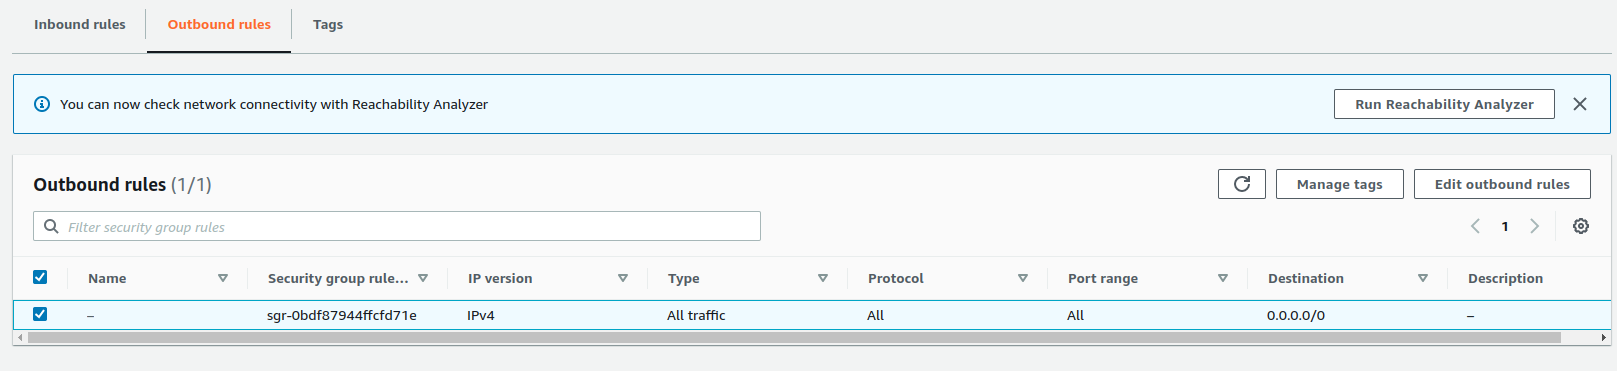 Inbound rules Outbound rules Tags
You can now check network connectivity with Reachability Analyzer Run Reachability Analyzer
Outbound rules (1/1) Manage tags Edit outbound rules
Filter security group rules 1
Name Security group rule... IP version Type Protocol Port range Destination Description
– sgr-0bdf87944ffcfd71e IPv4 All traffic All All 0.0.0.0/0 –